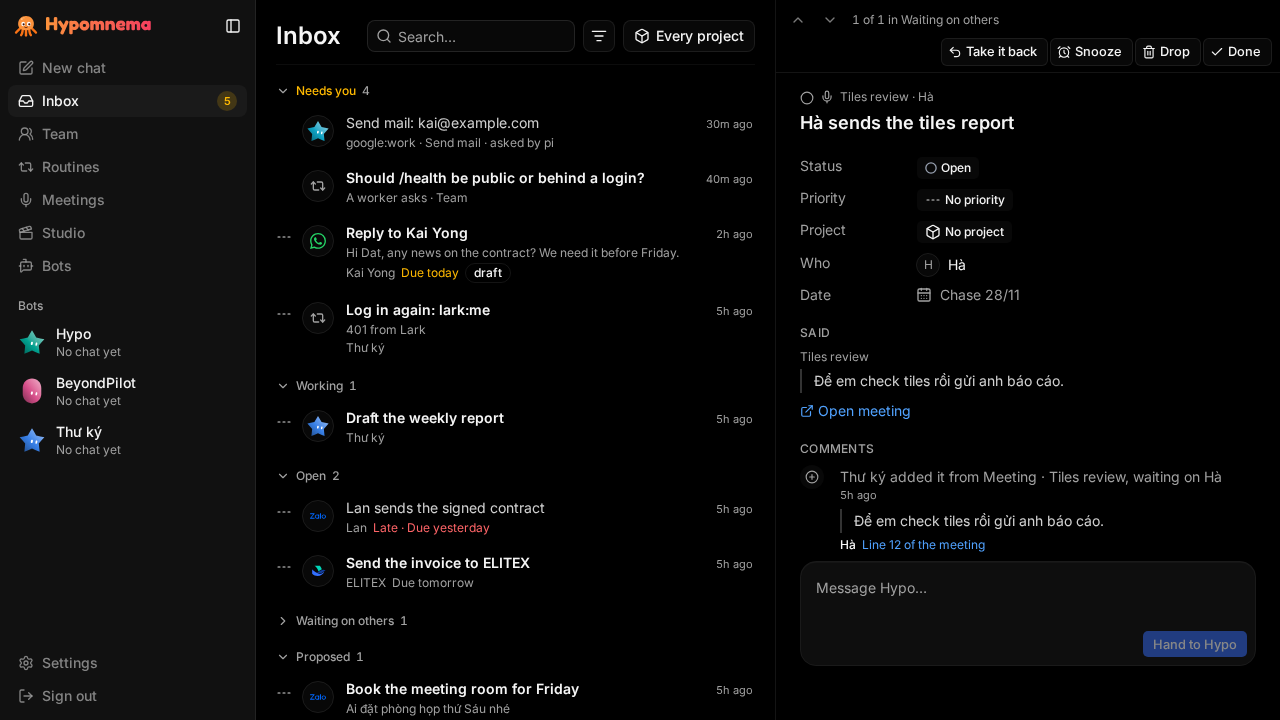 Hypomnema
New chat
Inbox
5
Team
Routines
Meetings
Studio
Bots
Bots
Hypo
No chat yet
BeyondPilot
No chat yet
Thư ký
No chat yet
Settings
Sign out
Inbox
Search...
Every project
Needs you 4
Send mail: kai@example.com
30m ago
google:work · Send mail · asked by pi
Should /health be public or behind a login?
40m ago
A worker asks · Team
Reply to Kai Yong
2h ago
Hi Dat, any news on the contract? We need it before Friday.
Kai Yong Due today draft
Log in again: lark:me
5h ago
401 from Lark
Thư ký
Working 1
Draft the weekly report
5h ago
Thư ký
Open 2
Zalo
Lan sends the signed contract
5h ago
Lan Late · Due yesterday
Send the invoice to ELITEX
5h ago
ELITEX Due tomorrow
Waiting on others 1
Proposed 1
Zalo
Book the meeting room for Friday
5h ago
Ai đặt phòng họp thứ Sáu nhé
1 of 1 in Waiting on others
Take it back
Snooze
Drop
Done
Tiles review · Hà
Hà sends the tiles report
Status
Open
Priority
No priority
Project
No project
Who
H Hà
Date
Chase 28/11
SAID
Tiles review
Để em check tiles rồi gửi anh báo cáo.
Open meeting
COMMENTS
Thư ký added it from Meeting · Tiles review, waiting on Hà
5h ago
Để em check tiles rồi gửi anh báo cáo.
Hà Line 12 of the meeting
Message Hypo...
Hand to Hypo